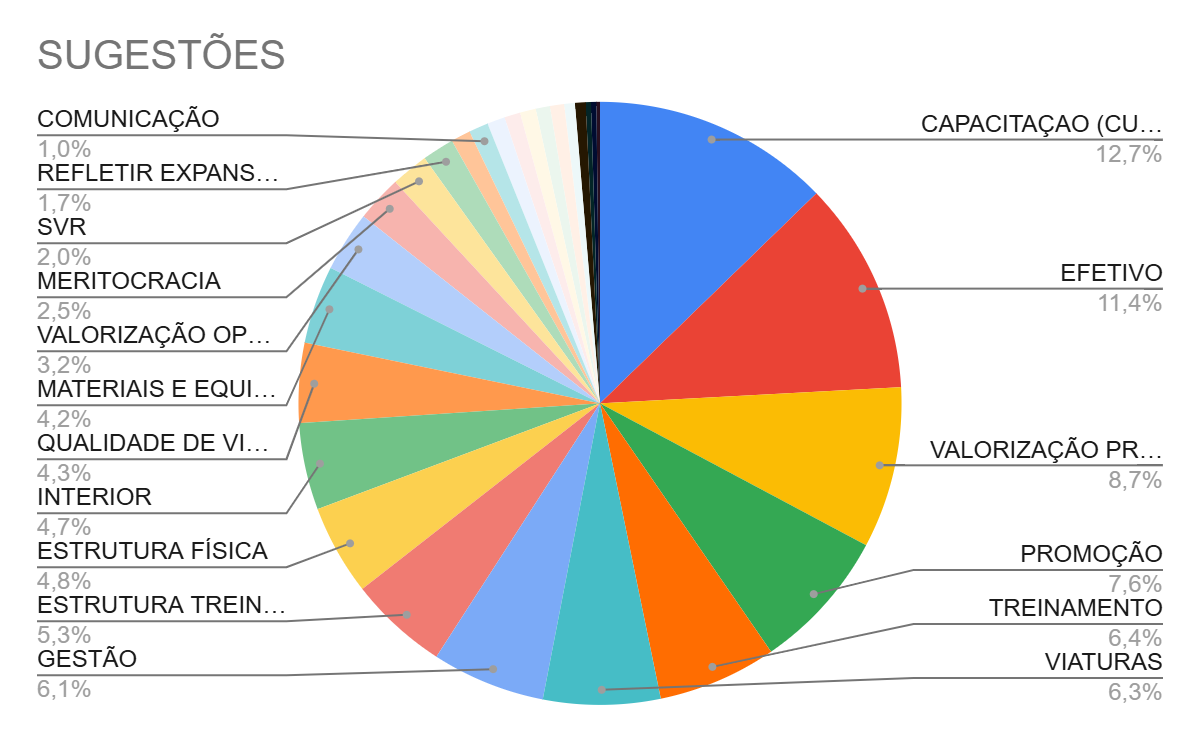 SUGESTÕES
COMUNICAÇÃO
1,0%
REFLETIR EXPANS…
1,7%
SVR
2,0%
MERITOCRACIA
2,5%
VALORIZAÇÃO OP…
3,2%
MATERIAIS E EQUI…
4,2%
QUALIDADE DE VI…
4,3%
INTERIOR
4,7%
ESTRUTURA FÍSICA
4,8%
ESTRUTURA TREIN…
5,3%
GESTÃO
6,1%
CAPACITAÇAO (CU…
12,7%
EFETIVO
11,4%
VALORIZAÇÃO PR…
8,7%
PROMOÇÃO
7,6%
TREINAMENTO
6,4%
VIATURAS
6,3%